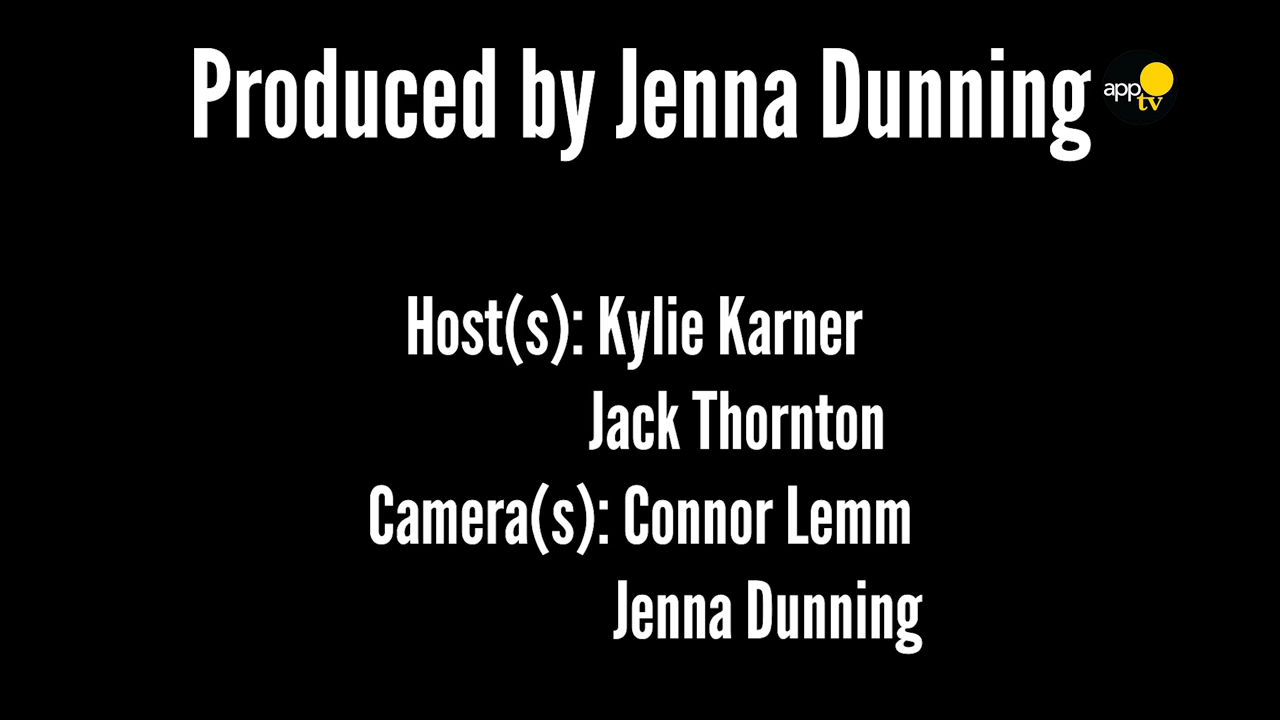 Produced by Jenna Dunning
app
tv
Host(s): Kylie Karner
Jack Thornton
Camera(s): Connor Lemm
Jenna Dunning